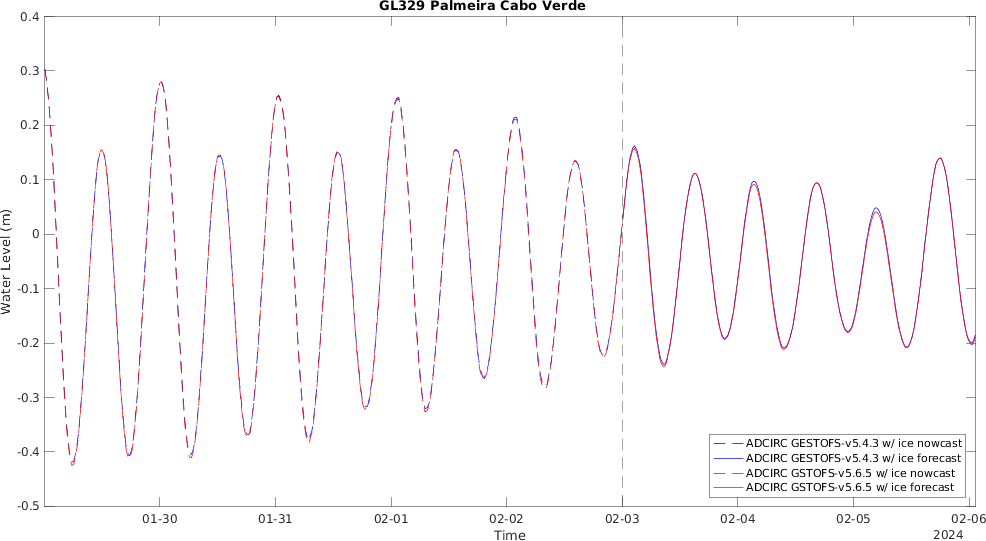 GL329 Palmeira Cabo Verde
0.4
0.3
0.2
0.1
0
-0.1
-0.2
-0.3
-0.4
-0.5
Water Level (m)
ADCIRC GESTOFS-v5.4.3 w/ ice nowcast
ADCIRC GESTOFS-v5.4.3 w/ ice forecast
ADCIRC GSTOFS-v5.6.5 w/ ice nowcast
ADCIRC GSTOFS-v5.6.5 w/ ice forecast
01-30 01-31 02-01 02-02 02-03 02-04 02-05 02-06
Time
2024